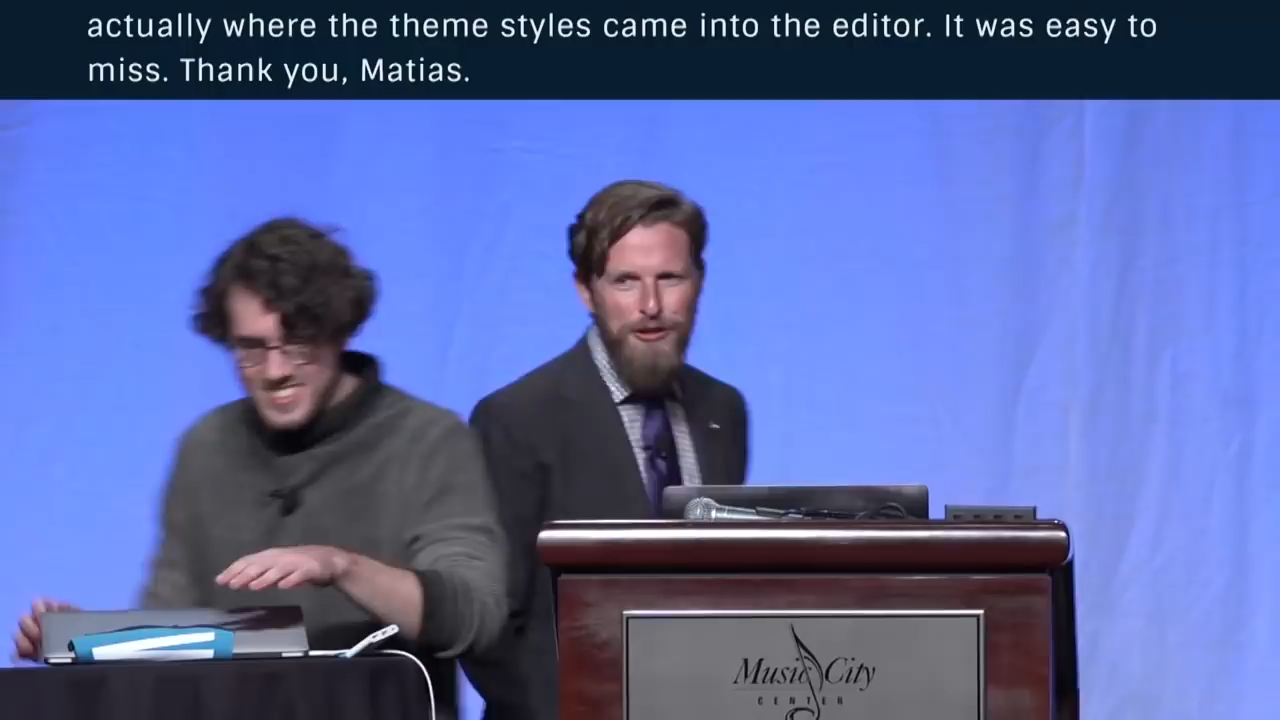 actually where the theme styles came into the editor. It was easy to
miss. Thank you, Matias.
Music City
CENTER